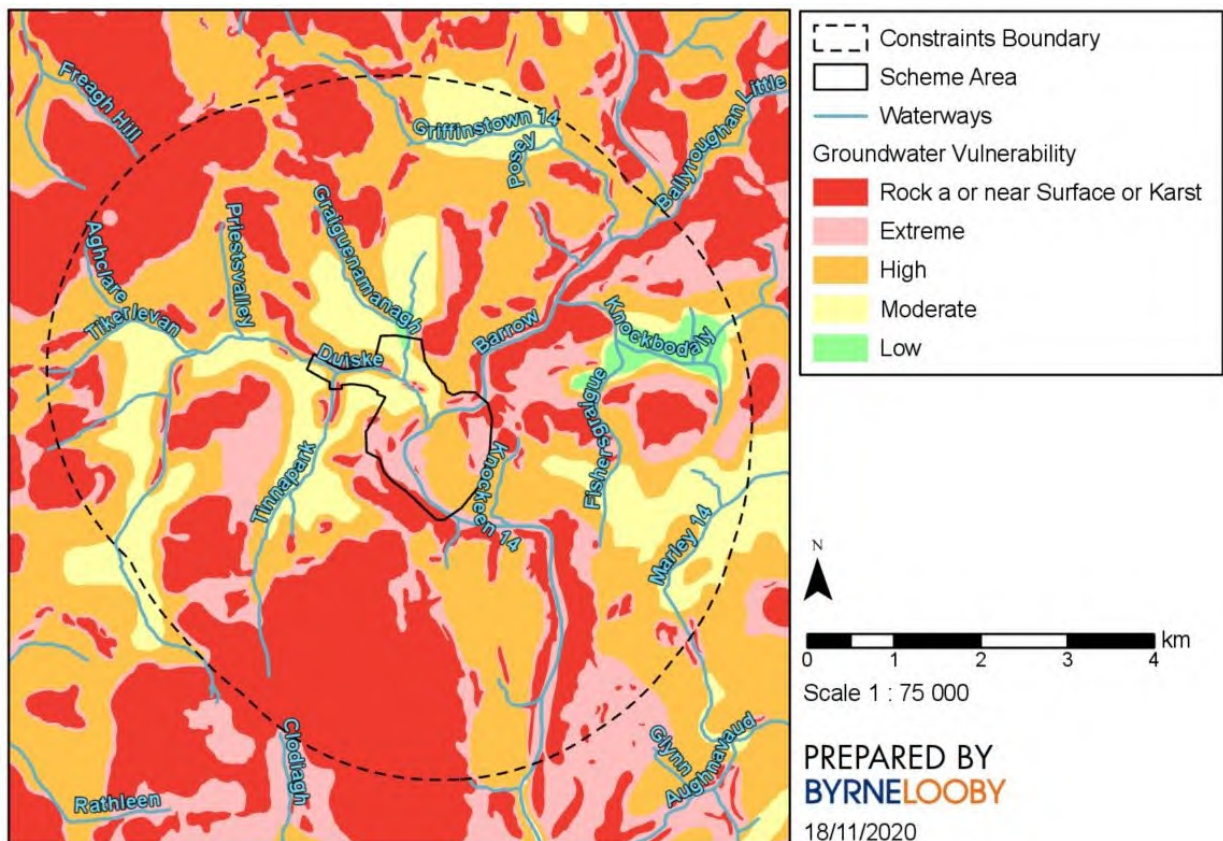 Freagh Hill
Griffinstown 14
Posey
Ballyroughan Little
Aghclare
Priestsvalley
Graiguenamanagh
Tikerlevan
Duiske
Barrow
Knockbodaly
Fishersgraigue
Tinnapark
Knockeen 14
Marley 14
Clodiagh
Rathleen
Glynn
Aughnavaud
Constraints Boundary
Scheme Area
Waterways
Groundwater Vulnerability
Rock a or near Surface or Karst
Extreme
High
Moderate
Low
N
km
0 1 2 3 4
Scale 1 : 75 000
PREPARED BY
BYRNELOOBY
18/11/2020